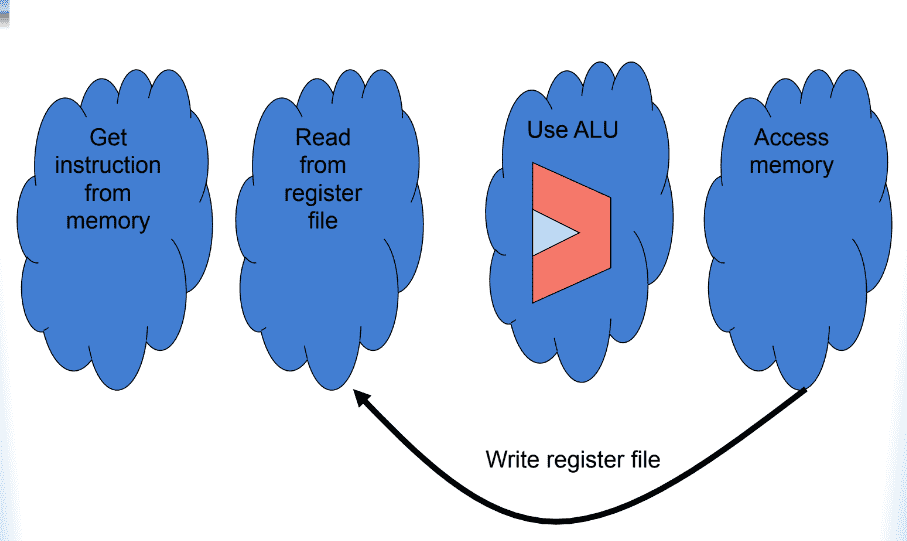 Get
instruction
from
memory
Read
from
register
file
Use ALU
Access
memory
Write register file